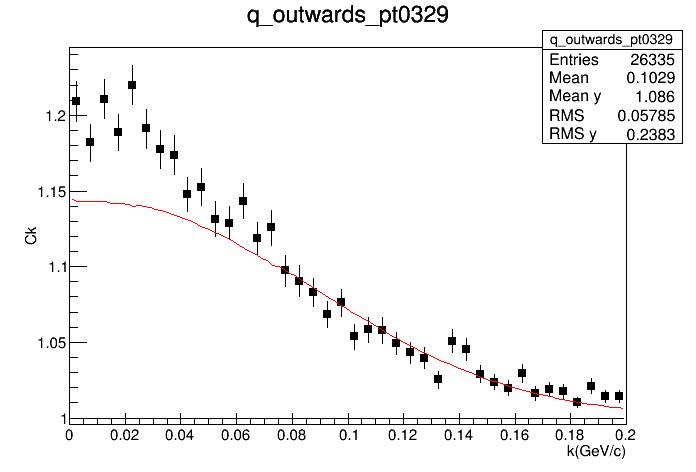 q_outwards_pt0329
q_outwards_pt0329
Entries 26335
Mean 0.1029
Mean y 1.086
RMS 0.05785
RMS y 0.2383
Ck
1.2
1.15
1.1
1.05
1
0 0.02 0.04 0.06 0.08 0.1 0.12 0.14 0.16 0.18 0.2
k(GeV/c)